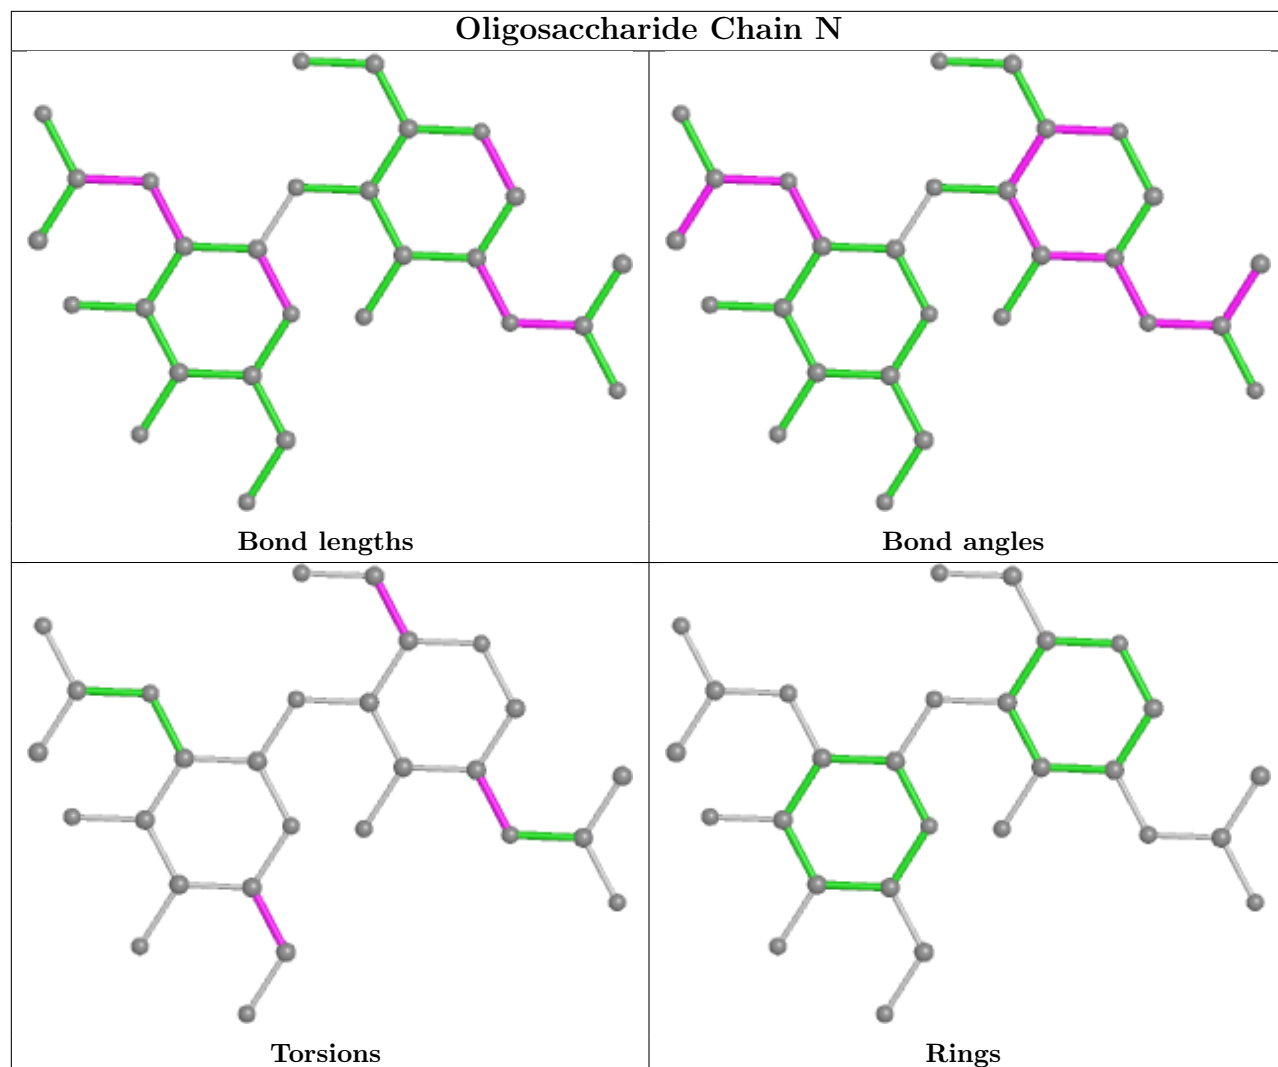 Oligosaccharide Chain N
Bond lengths
Bond angles
Torsions
Rings